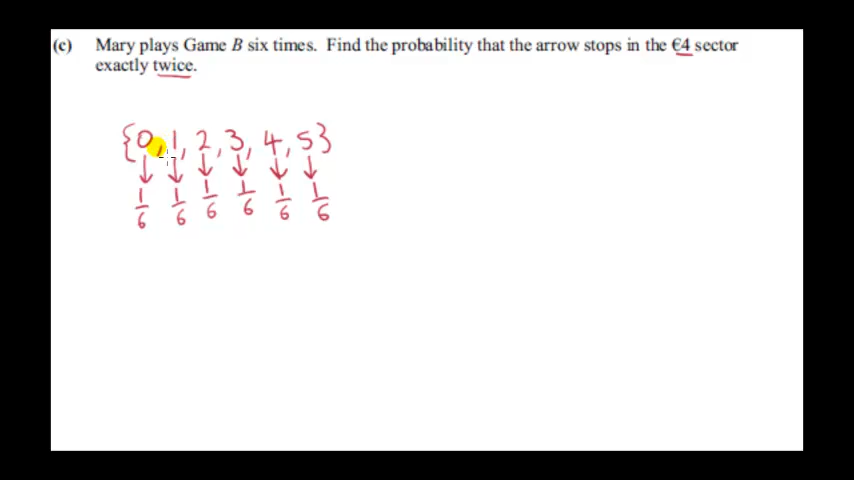 (c) Mary plays Game B six times. Find the probability that the arrow stops in the €4 sector
exactly twice.
{0, 1, 2, 3, 4, 5}
1/6 1/6 1/6 1/6 1/6 1/6